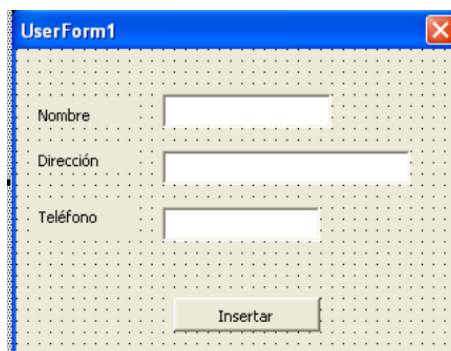 UserForm1
Nombre
Dirección
Teléfono
Insertar